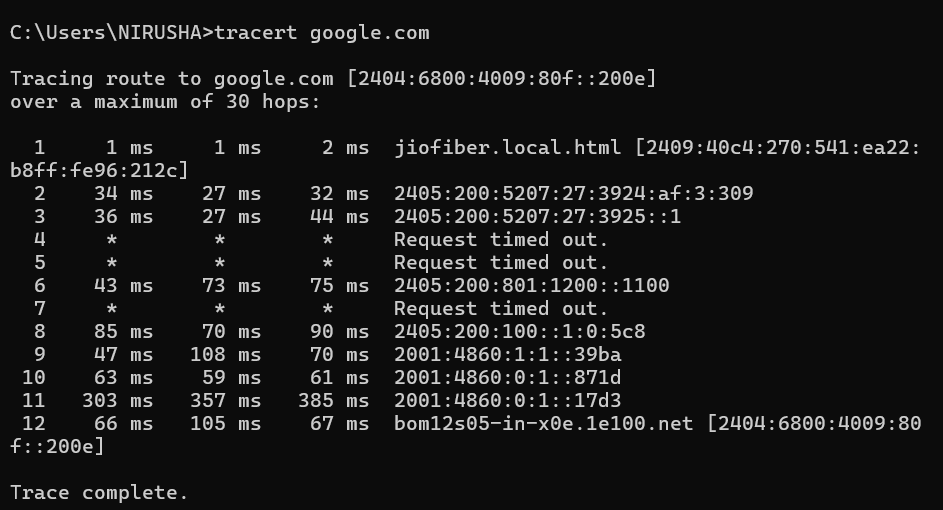 C:\Users\NIRUSHA>tracert google.com
Tracing route to google.com [2404:6800:4009:80f::200e]
over a maximum of 30 hops:
1 1 ms 1 ms 2 ms jiofiber.local.html [2409:40c4:270:541:ea22:
b8ff:fe96:212c]
2 34 ms 27 ms 32 ms 2405:200:5207:27:3924:af:3:309
3 36 ms 27 ms 44 ms 2405:200:5207:27:3925::1
4 * * * Request timed out.
5 * * * Request timed out.
6 43 ms 73 ms 75 ms 2405:200:801:1200::1100
7 * * * Request timed out.
8 85 ms 70 ms 90 ms 2405:200:100::1:0:5c8
9 47 ms 108 ms 70 ms 2001:4860:1:1::39ba
10 63 ms 59 ms 61 ms 2001:4860:0:1::871d
11 303 ms 357 ms 385 ms 2001:4860:0:1::17d3
12 66 ms 105 ms 67 ms bom12s05-in-x0e.1e100.net [2404:6800:4009:80
f::200e]
Trace complete.